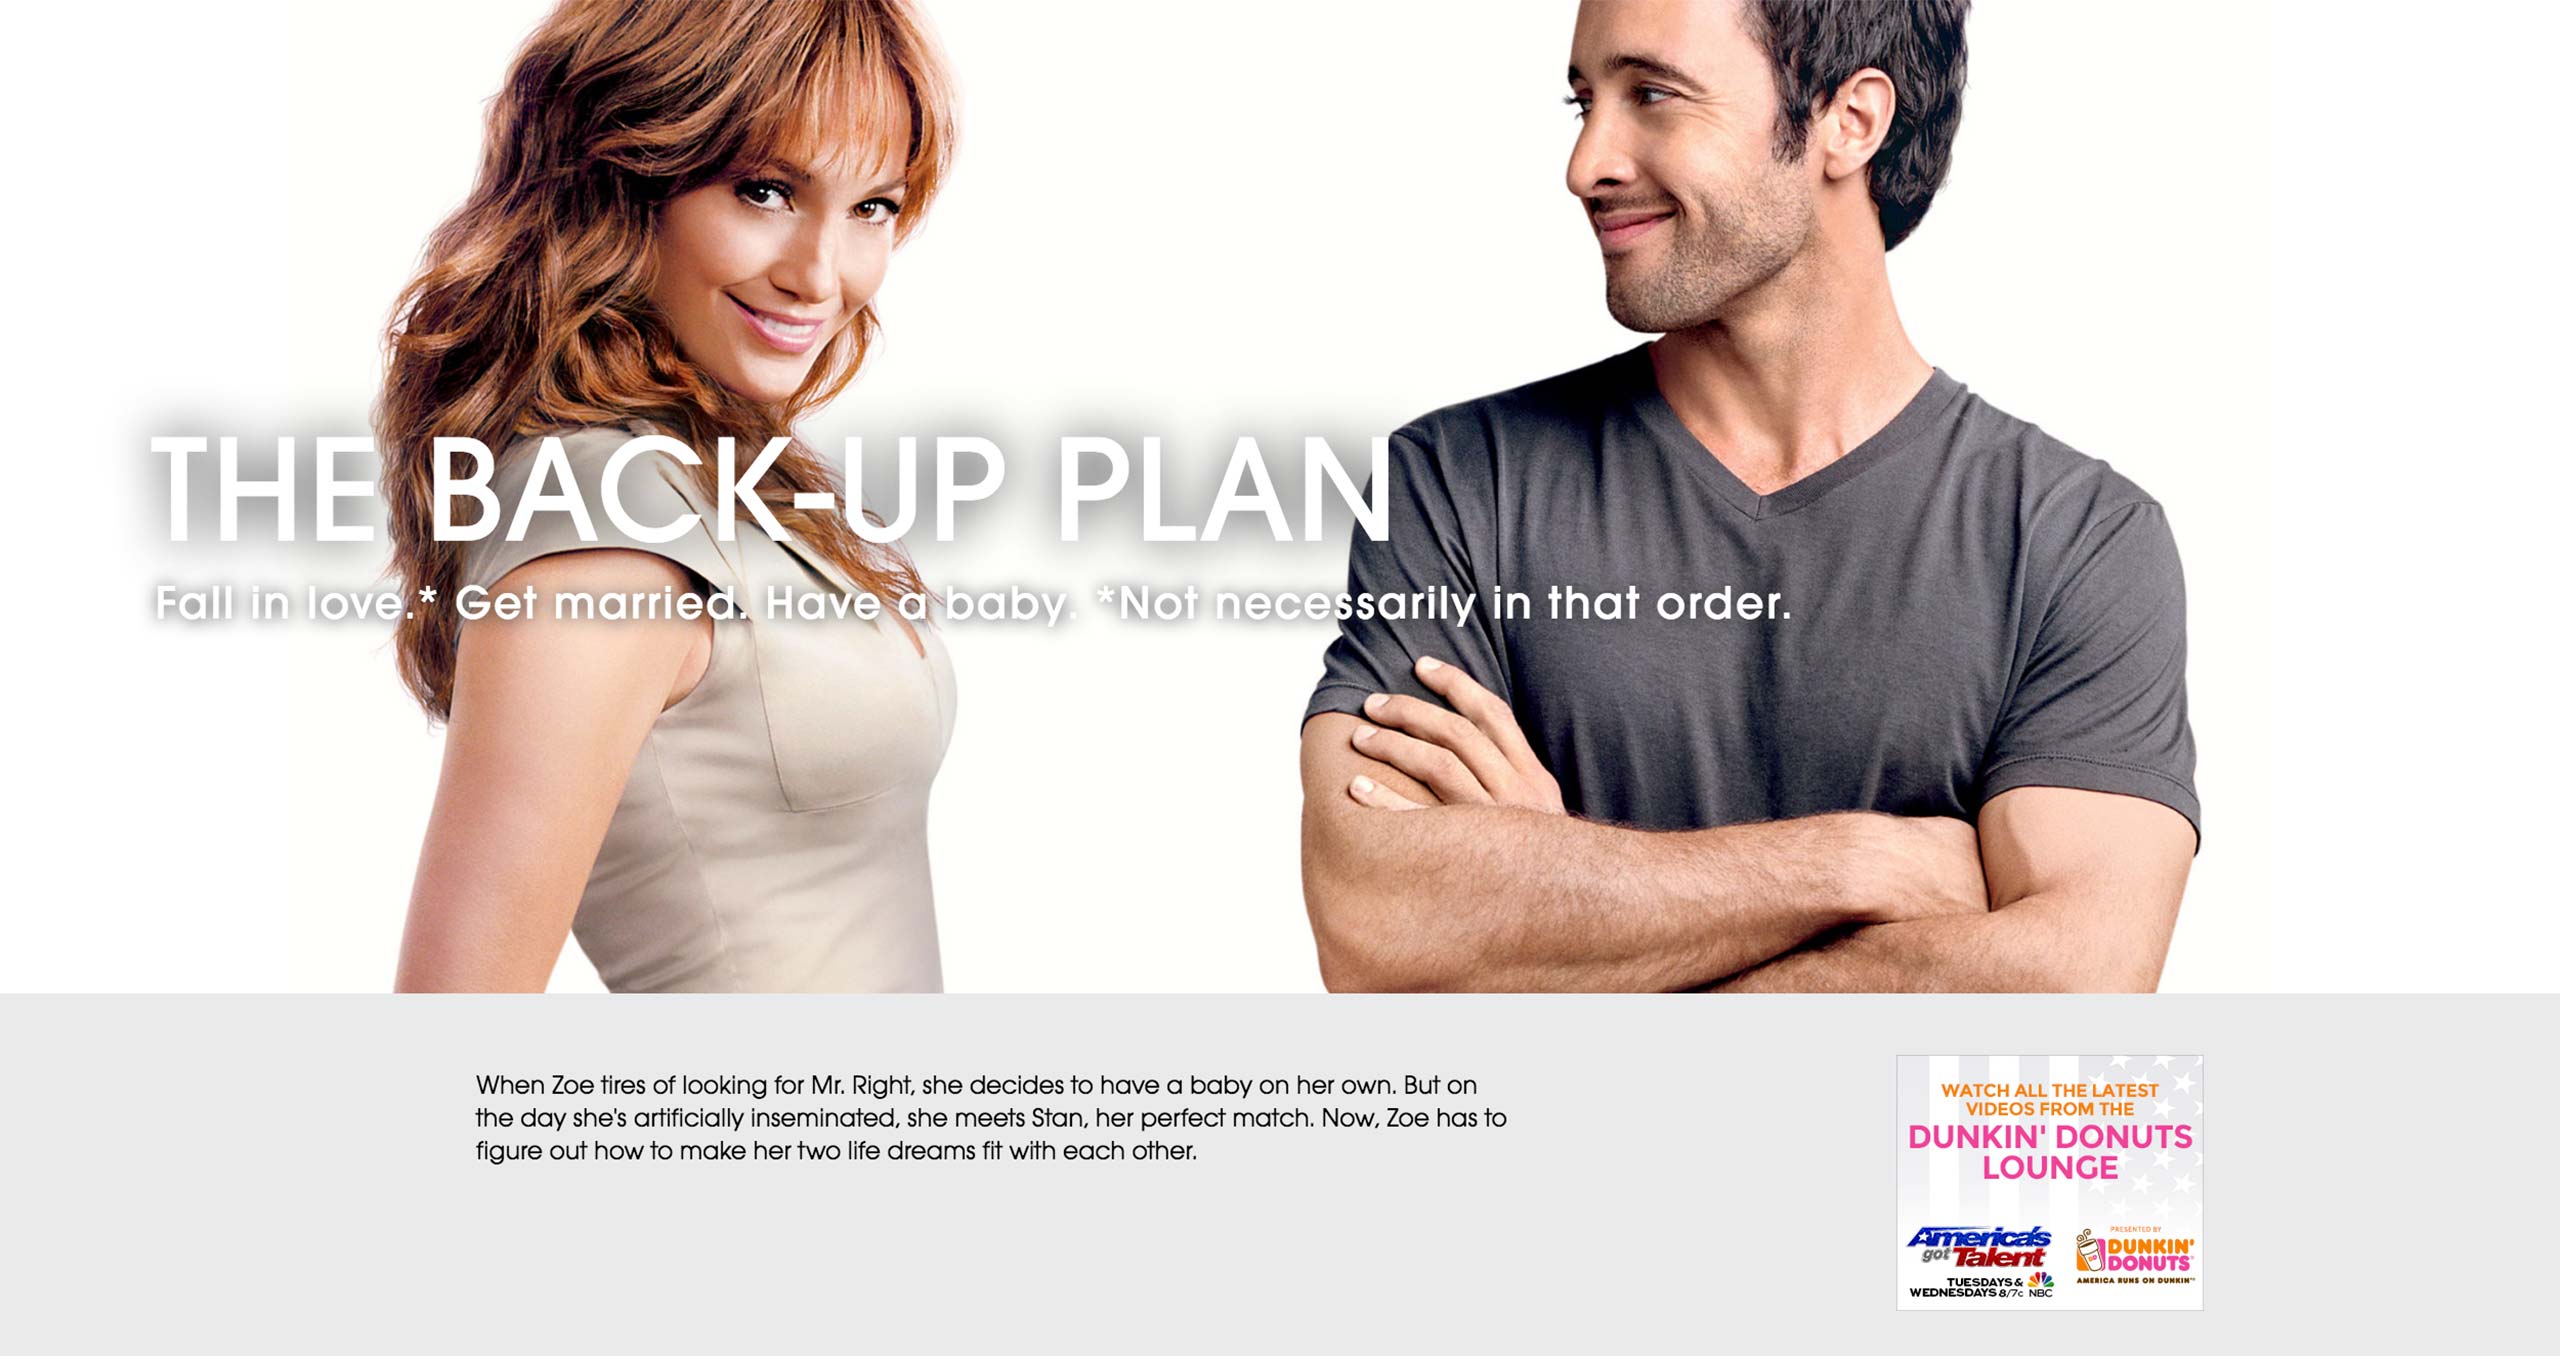 THE BACK-UP PLAN
Fall in love.* Get married. Have a baby. *Not necessarily in that order.
When Zoe tires of looking for Mr. Right, she decides to have a baby on her own. But on
the day she's artificially inseminated, she meets Stan, her perfect match. Now, Zoe has to
figure out how to make her two life dreams fit with each other.
WATCH ALL THE LATEST
VIDEOS FROM THE
DUNKIN' DONUTS
LOUNGE
America's
got Talent
TUESDAYS &
WEDNESDAYS 8/7c NBC
PRESENTED BY
DUNKIN'
DONUTS
AMERICA RUNS ON DUNKIN'